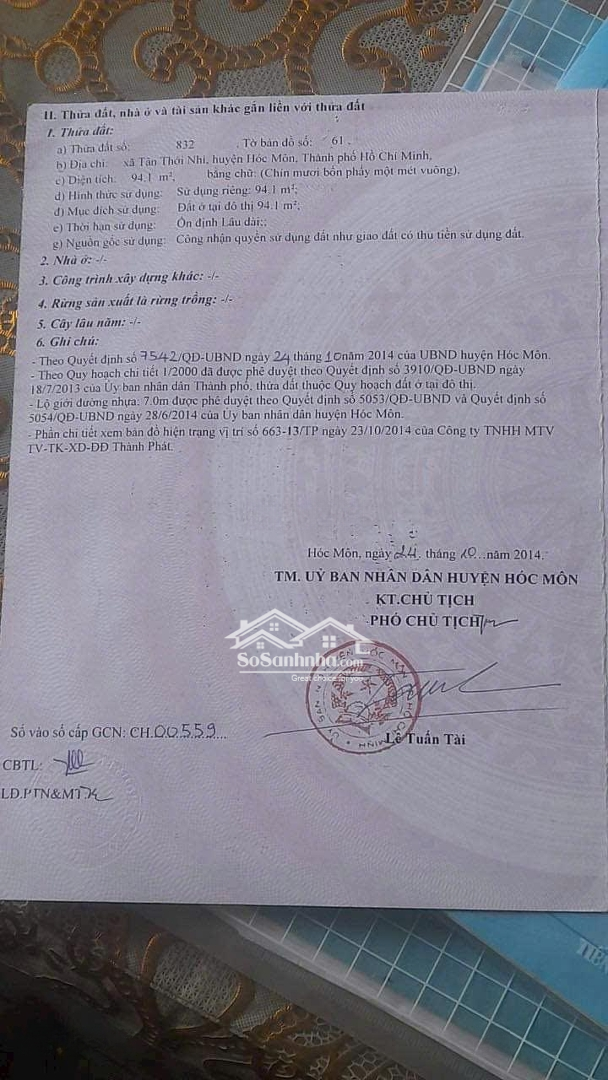 II. Thửa đất, nhà ở và tài sản khác gắn liền với thửa đất
1. Thửa đất:
a) Thửa đất số: 832 . Tờ bản đồ số: 61
b) Địa chỉ: xã Tân Thới Nhì, huyện Hóc Môn, Thành phố Hồ Chí Minh,
c) Diện tích: 94.1 m², bằng chữ: (Chín mươi bốn phẩy một mét vuông),
d) Hình thức sử dụng: Sử dụng riêng: 94.1 m²;
đ) Mục đích sử dụng: Đất ở tại đô thị 94.1m²;
e) Thời hạn sử dụng: Ổn định Lâu dài;;
g) Nguồn gốc sử dụng: Công nhận quyền sử dụng đất như giao đất có thu tiền sử dụng đất.
2. Nhà ở: -/-
3. Công trình xây dựng khác: -/-
4. Rừng sản xuất là rừng trồng: -/-
5. Cây lâu năm: -/-
6. Ghi chú:
- Theo Quyết định số 7542/QĐ-UBND ngày 24 tháng 10 năm 2014 của UBND huyện Hóc Môn.
- Theo Quy hoạch chi tiết 1/2000 đã được phê duyệt theo Quyết định số 3910/QĐ-UBND ngày
18/7/2013 của Ủy ban nhân dân Thành phố, thửa đất thuộc Quy hoạch đất ở tại đô thị.
- Lộ giới đường nhựa: 7.0m được phê duyệt theo Quyết định số 5053/QĐ-UBND và Quyết định số
5054/QĐ-UBND ngày 28/6/2014 của Ủy ban nhân dân huyện Hóc Môn.
- Phần chi tiết xem bản đồ hiện trạng vị trí số 663-13/TP ngày 23/10/2014 của Công ty TNHH MTV
TV-TK-XD-ĐĐ Thành Phát.
Hóc Môn, ngày 24 tháng 10 năm 2014.
TM. UỶ BAN NHÂN DÂN HUYỆN HÓC MÔN
KT.CHỦ TỊCH
PHÓ CHỦ TỊCH
SoSanhnha.com
Great choice for you
Lê Tuấn Tài
Số vào sổ cấp GCN: CH.00559
CBTL:
LĐ.PTN&MT: